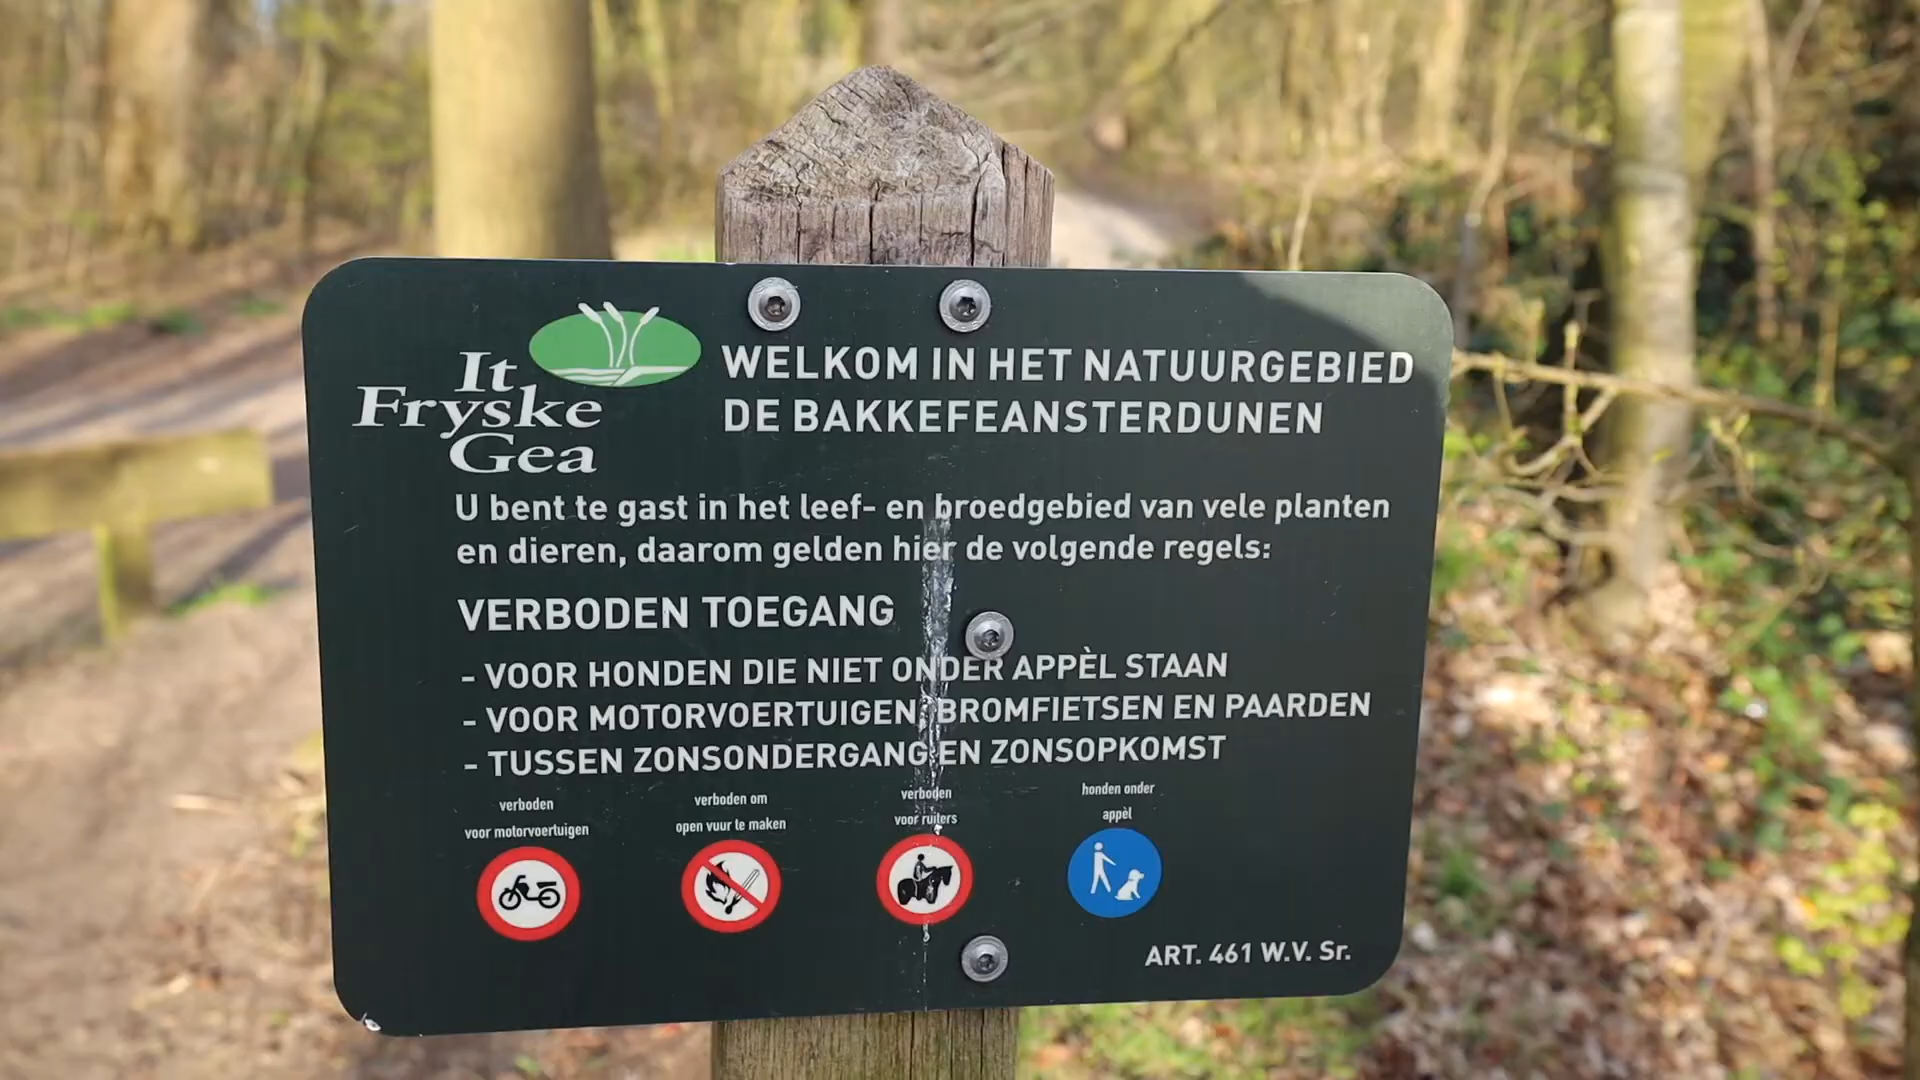 It
Fryske
Gea
WELKOM IN HET NATUURGEBIED
DE BAKKEFEANSTERDUNEN
U bent te gast in het leef- en broedgebied van vele planten
en dieren, daarom gelden hier de volgende regels:
VERBODEN TOEGANG
- VOOR HONDEN DIE NIET ONDER APPÈL STAAN
- VOOR MOTORVOERTUIGEN, BROMFIETSEN EN PAARDEN
- TUSSEN ZONSONDERGANG EN ZONSOPKOMST
verboden
voor motorvoertuigen
verboden om
open vuur te maken
verboden
voor ruiters
honden onder
appèl
ART. 461 W.V. Sr.